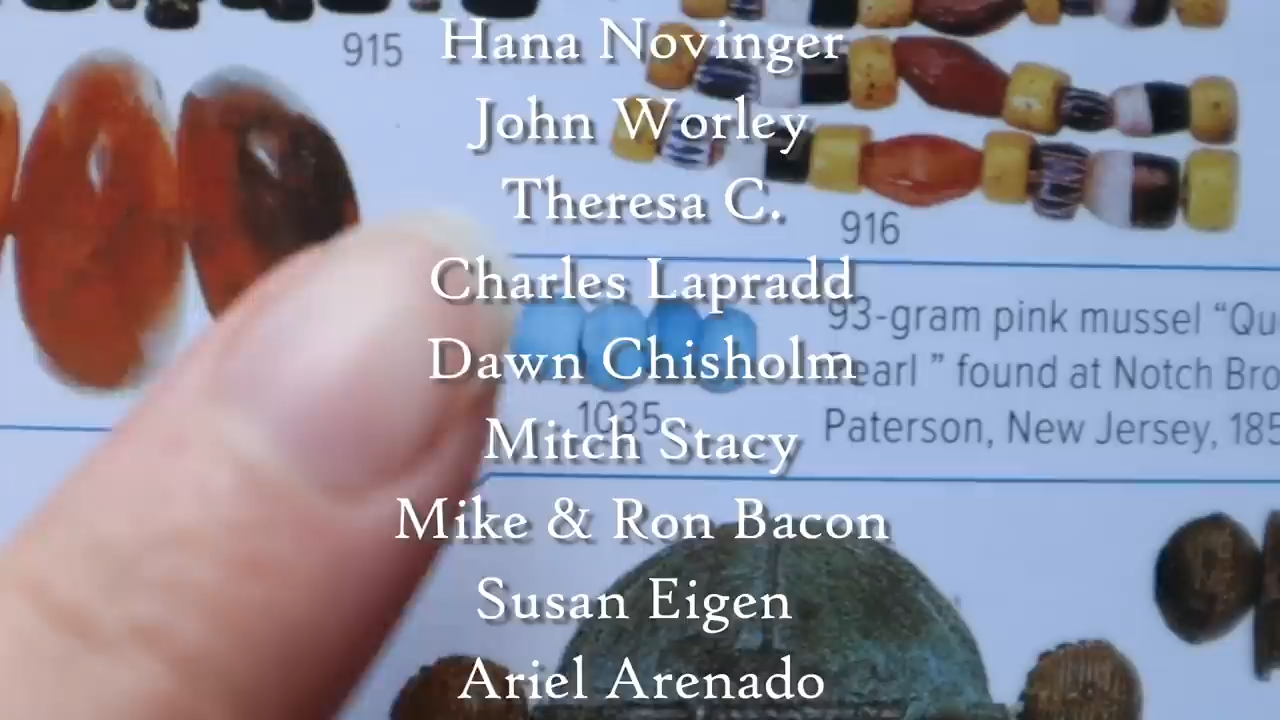 Hana Novinger
John Worley
Theresa C.
Charles Lapradd
Dawn Chisholm
Mitch Stacy
Mike & Ron Bacon
Susan Eigen
Ariel Arenado
915
916
1035
93-gram pink mussel “Qu
earl ” found at Notch Bro
Paterson, New Jersey, 185